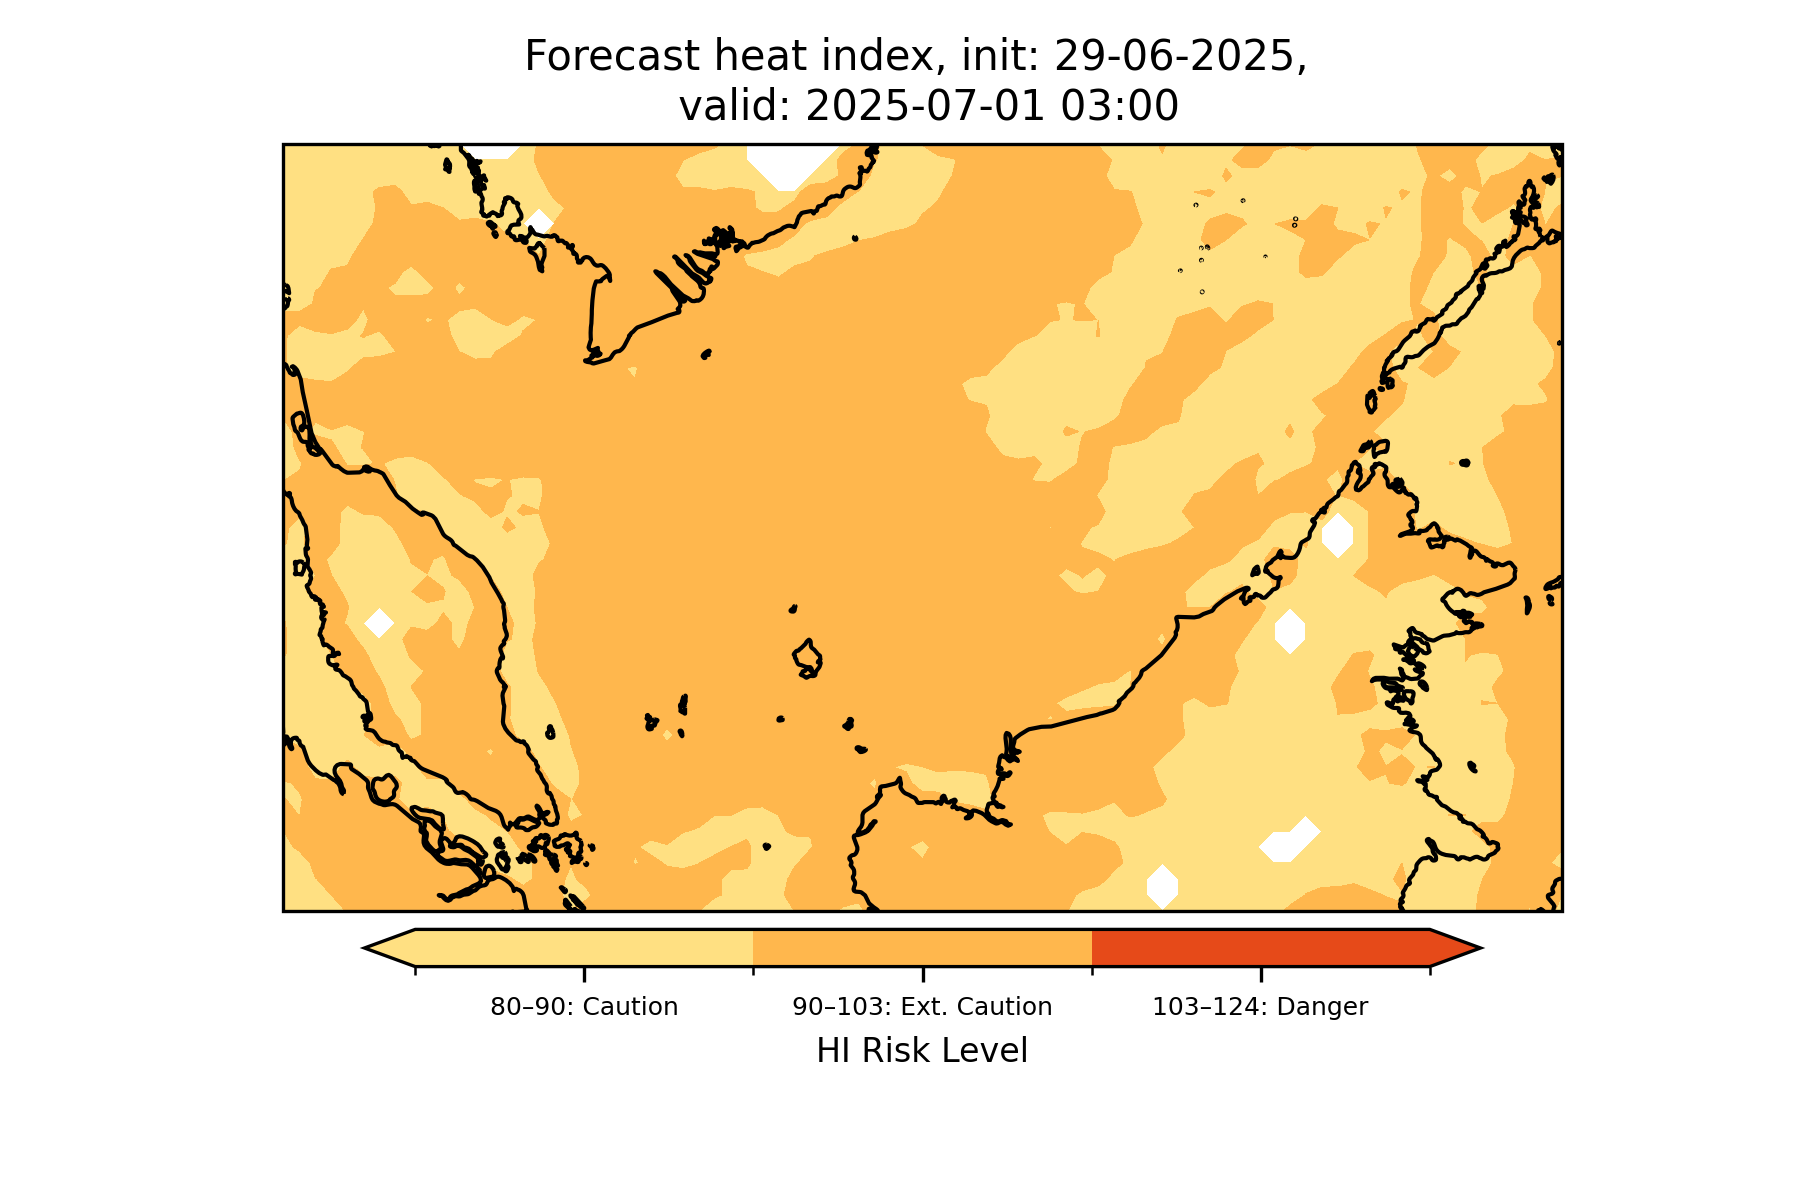 Forecast heat index, init: 29-06-2025,
valid: 2025-07-01 03:00
80–90: Caution
90–103: Ext. Caution
103–124: Danger
HI Risk Level